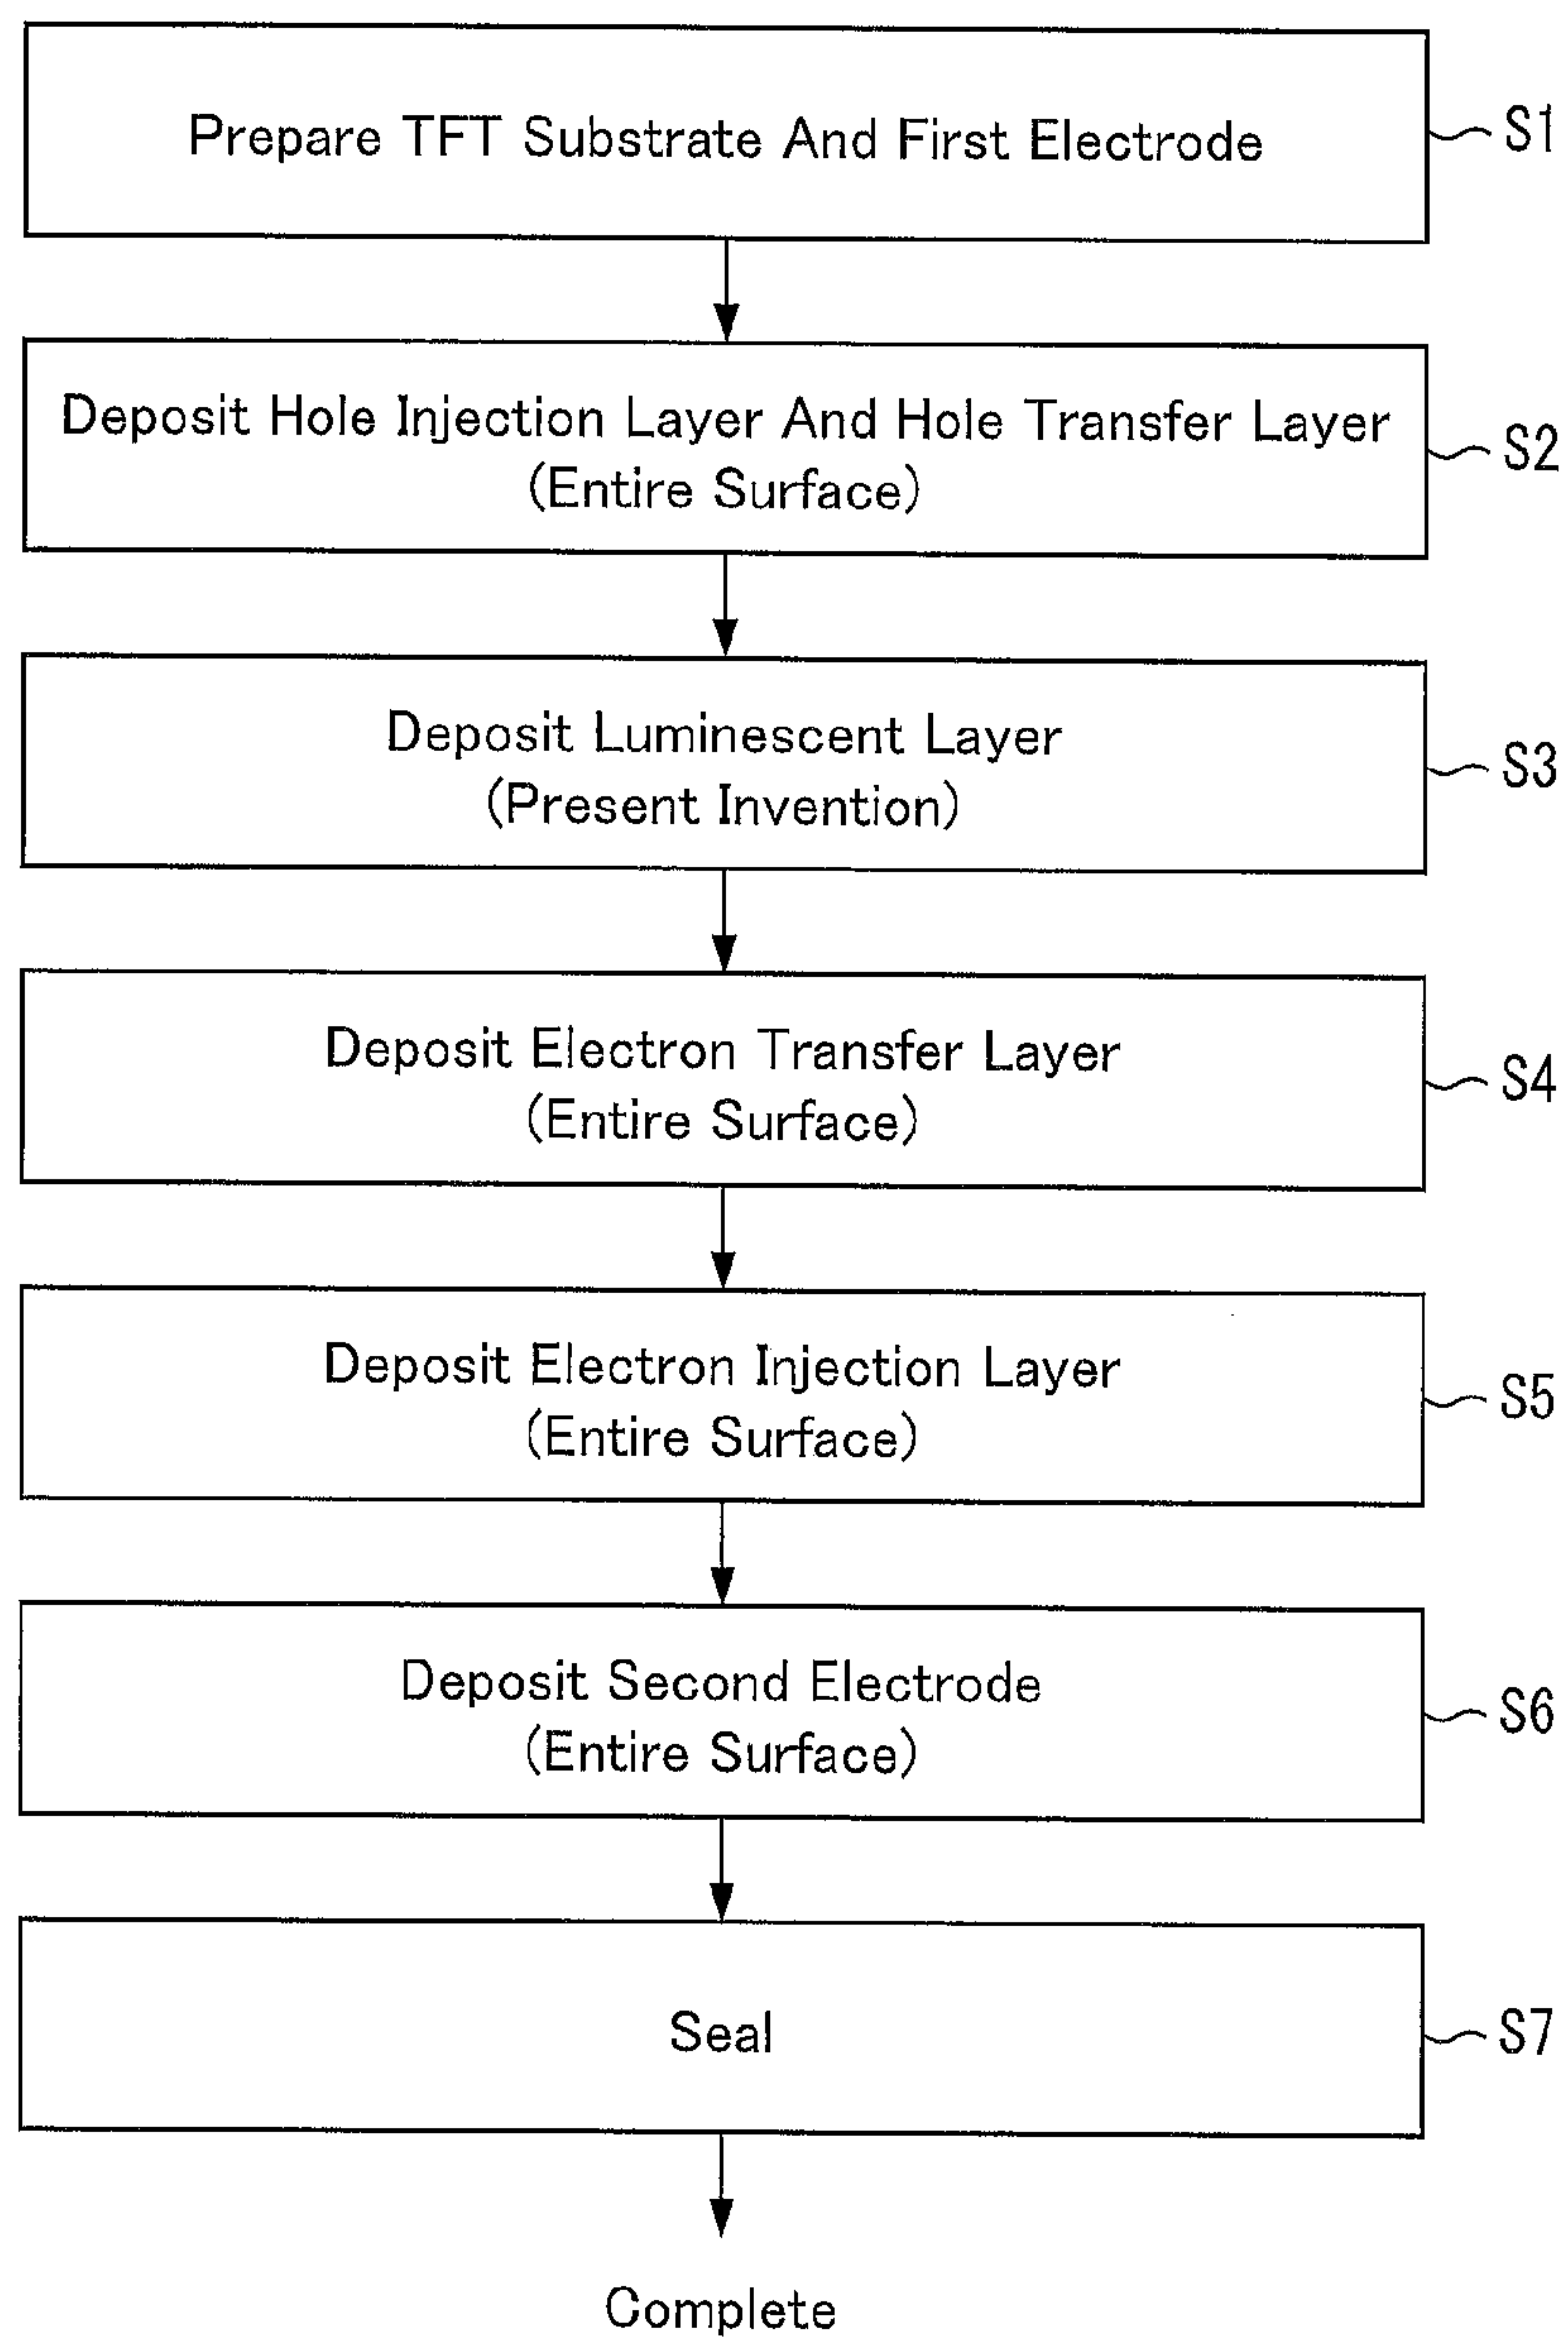 Prepare TFT Substrate And First Electrode
S1
Deposit Hole Injection Layer And Hole Transfer Layer
(Entire Surface)
S2
Deposit Luminescent Layer
(Present Invention)
S3
Deposit Electron Transfer Layer
(Entire Surface)
S4
Deposit Electron Injection Layer
(Entire Surface)
S5
Deposit Second Electrode
(Entire Surface)
S6
Seal
S7
Complete